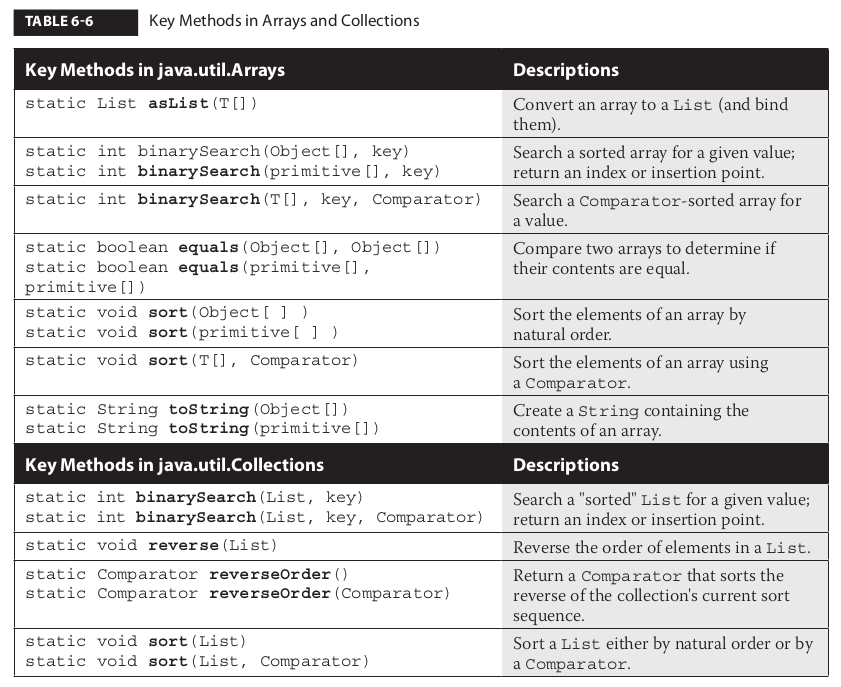 TABLE 6-6 Key Methods in Arrays and Collections
Key Methods in java.util.Arrays Descriptions
static List asList(T[])
Convert an array to a List (and bind
them).
static int binarySearch(Object[], key)
static int binarySearch(primitive[], key)
Search a sorted array for a given value;
return an index or insertion point.
static int binarySearch(T[], key, Comparator)
Search a Comparator-sorted array for
a value.
static boolean equals(Object[], Object[])
static boolean equals(primitive[],
primitive[])
Compare two arrays to determine if
their contents are equal.
static void sort(Object[ ] )
static void sort(primitive[ ] )
Sort the elements of an array by
natural order.
static void sort(T[], Comparator)
Sort the elements of an array using
a Comparator.
static String toString(Object[])
static String toString(primitive[])
Create a String containing the
contents of an array.
Key Methods in java.util.Collections Descriptions
static int binarySearch(List, key)
static int binarySearch(List, key, Comparator)
Search a "sorted" List for a given value;
return an index or insertion point.
static void reverse(List)
Reverse the order of elements in a List.
static Comparator reverseOrder()
static Comparator reverseOrder(Comparator)
Return a Comparator that sorts the
reverse of the collection's current sort
sequence.
static void sort(List)
static void sort(List, Comparator)
Sort a List either by natural order or by
a Comparator.